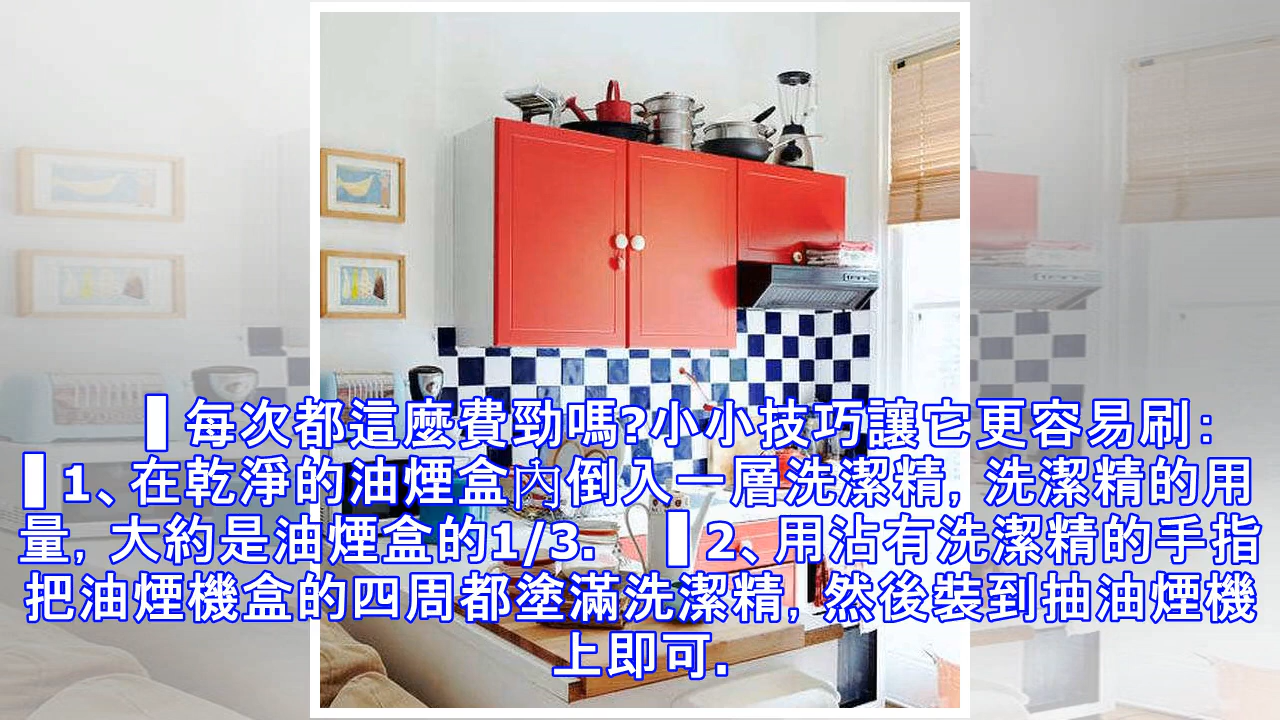 ▌每次都這麼費勁嗎?小小技巧讓它更容易刷:
▌1、在乾淨的油煙盒內倒入一層洗潔精, 洗潔精的用
量, 大約是油煙盒的1/3. ▌2、用沾有洗潔精的手指
把油煙機盒的四周都塗滿洗潔精, 然後裝到抽油煙機
上即可.